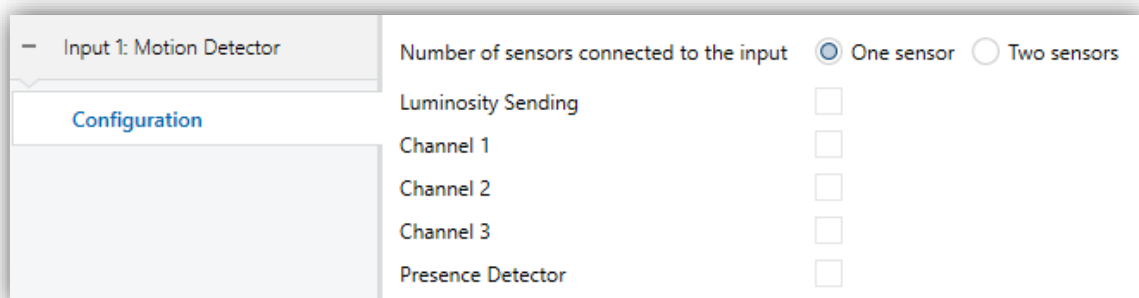 Input 1: Motion Detector
Configuration
Number of sensors connected to the input One sensor Two sensors
Luminosity Sending
Channel 1
Channel 2
Channel 3
Presence Detector